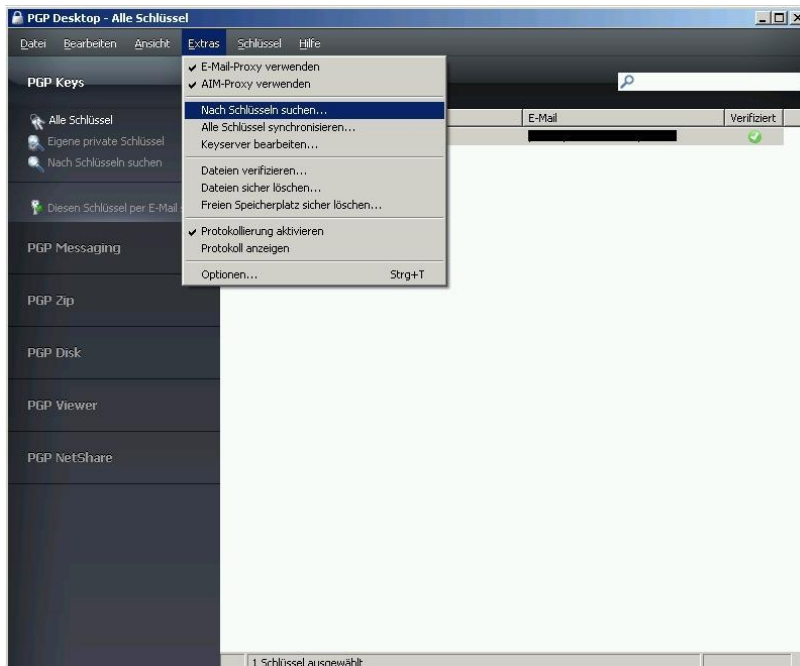 PGP Desktop - Alle Schlüssel
Datei Bearbeiten Ansicht Extras Schlüssel Hilfe
PGP Keys
Alle Schlüssel
Eigene private Schlüssel
Nach Schlüsseln suchen
Diesen Schlüssel per E-Mail
PGP Messaging
PGP Zip
PGP Disk
PGP Viewer
PGP NetShare
E-Mail-Proxy verwenden
AIM-Proxy verwenden
Nach Schlüsseln suchen...
Alle Schlüssel synchronisieren...
Keyserver bearbeiten...
Dateien verifizieren...
Dateien sicher löschen...
Freien Speicherplatz sicher löschen...
Protokollierung aktivieren
Protokoll anzeigen
Optionen... Strg+T
E-Mail Verifiziert
1 Schlüssel ausgewählt